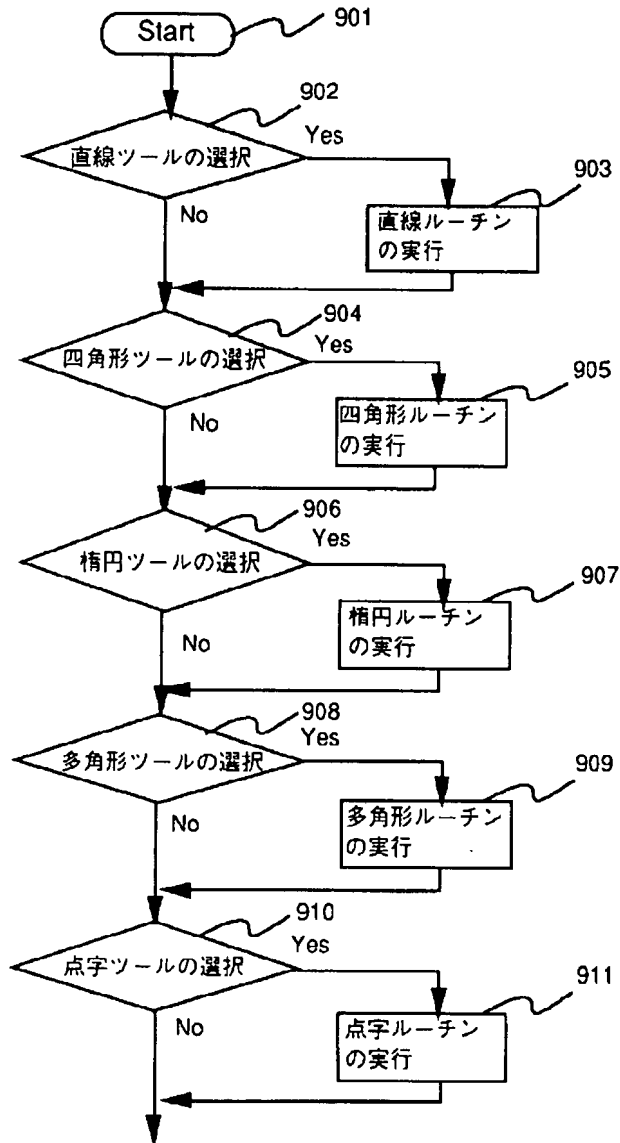 Start
901
902
直線ツールの選択
Yes
903
直線ルーチン
の実行
No
904
四角形ツールの選択
Yes
905
四角形ルーチン
の実行
No
906
楕円ツールの選択
Yes
907
楕円ルーチン
の実行
No
908
多角形ツールの選択
Yes
909
多角形ルーチン
の実行
No
910
点字ツールの選択
Yes
911
点字ルーチン
の実行
No